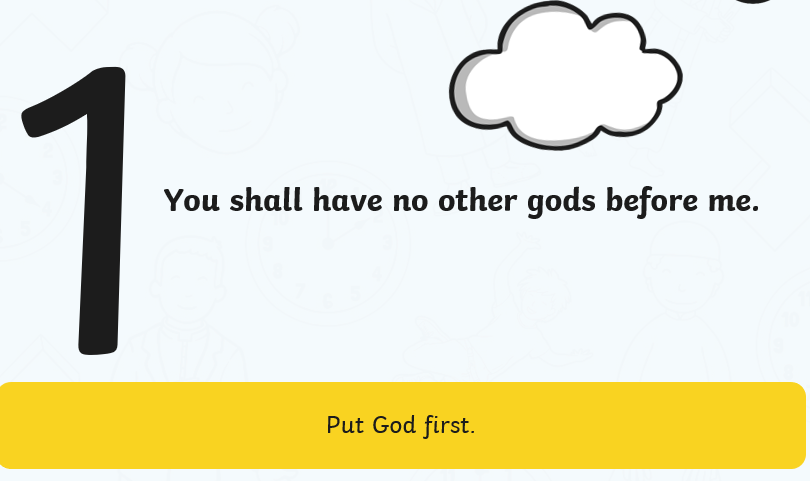 1
You shall have no other gods before me.
Put God first.